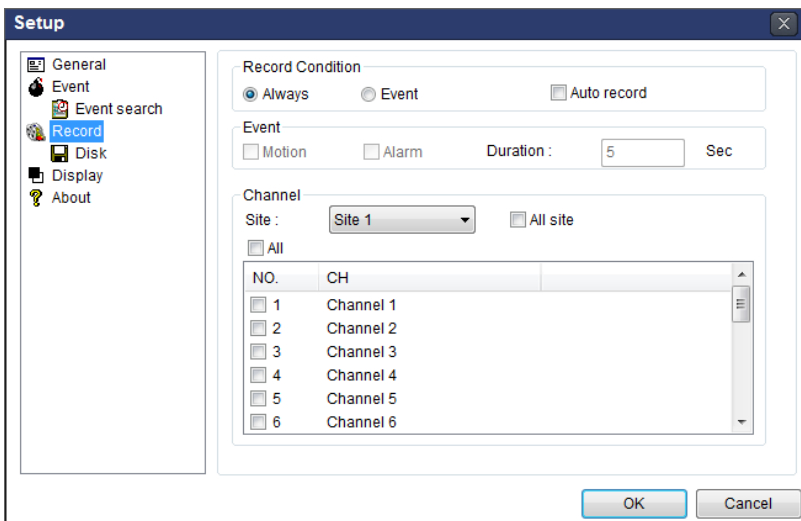 Setup
General
Event
Event search
Record
Disk
Display
About
Record Condition
Always Event Auto record
Event
Motion Alarm Duration : 5 Sec
Channel
Site : Site 1 All site
All
NO. CH
1 Channel 1
2 Channel 2
3 Channel 3
4 Channel 4
5 Channel 5
6 Channel 6
OK Cancel